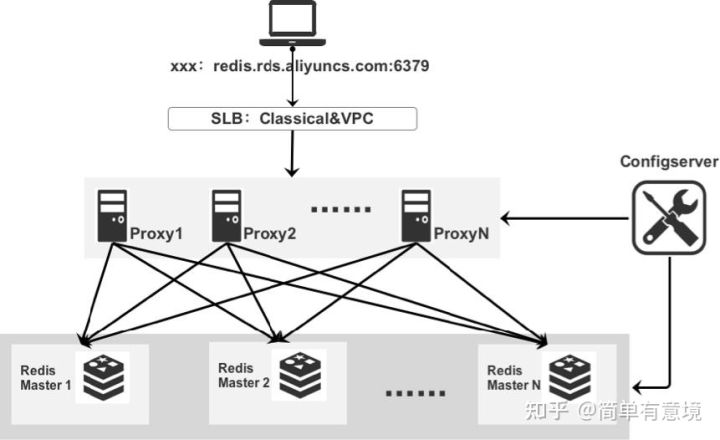 xxx：redis.rds.aliyuncs.com:6379
SLB：Classical&VPC
Configserver
Proxy1
Proxy2
ProxyN
Redis
Master 1
Redis
Master 2
Redis
Master N
知乎 @简单有意境